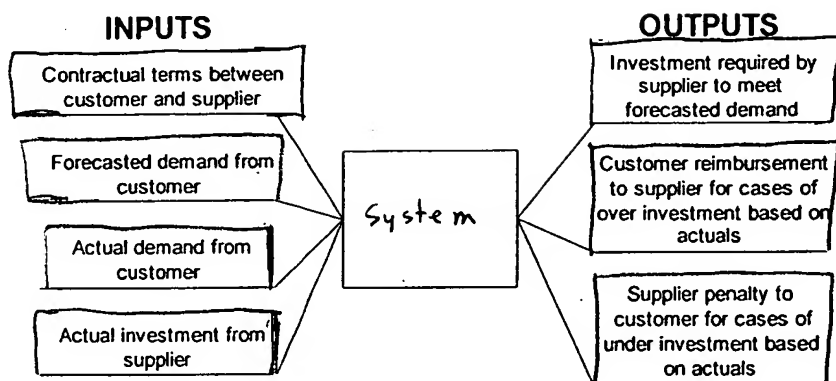 INPUTS
Contractual terms between
customer and supplier
Forecasted demand from
customer
Actual demand from
customer
Actual investment from
supplier
System
OUTPUTS
Investment required by
supplier to meet
forecasted demand
Customer reimbursement
to supplier for cases of
over investment based on
actuals
Supplier penalty to
customer for cases of
under investment based
on actuals